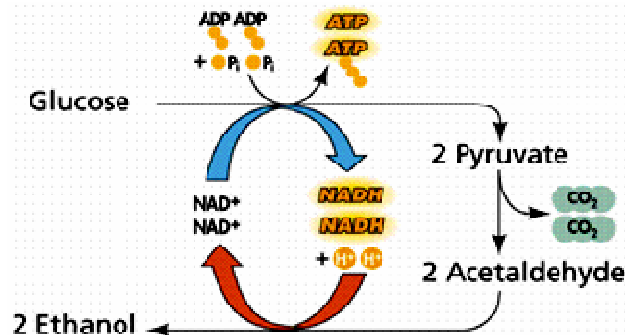 ADP ADP
+ Pi Pi
ATP
ATP
Glucose
2 Pyruvate
NAD+
NAD+
NADH
NADH
+ H+ H+
CO2
CO2
2 Acetaldehyde
2 Ethanol